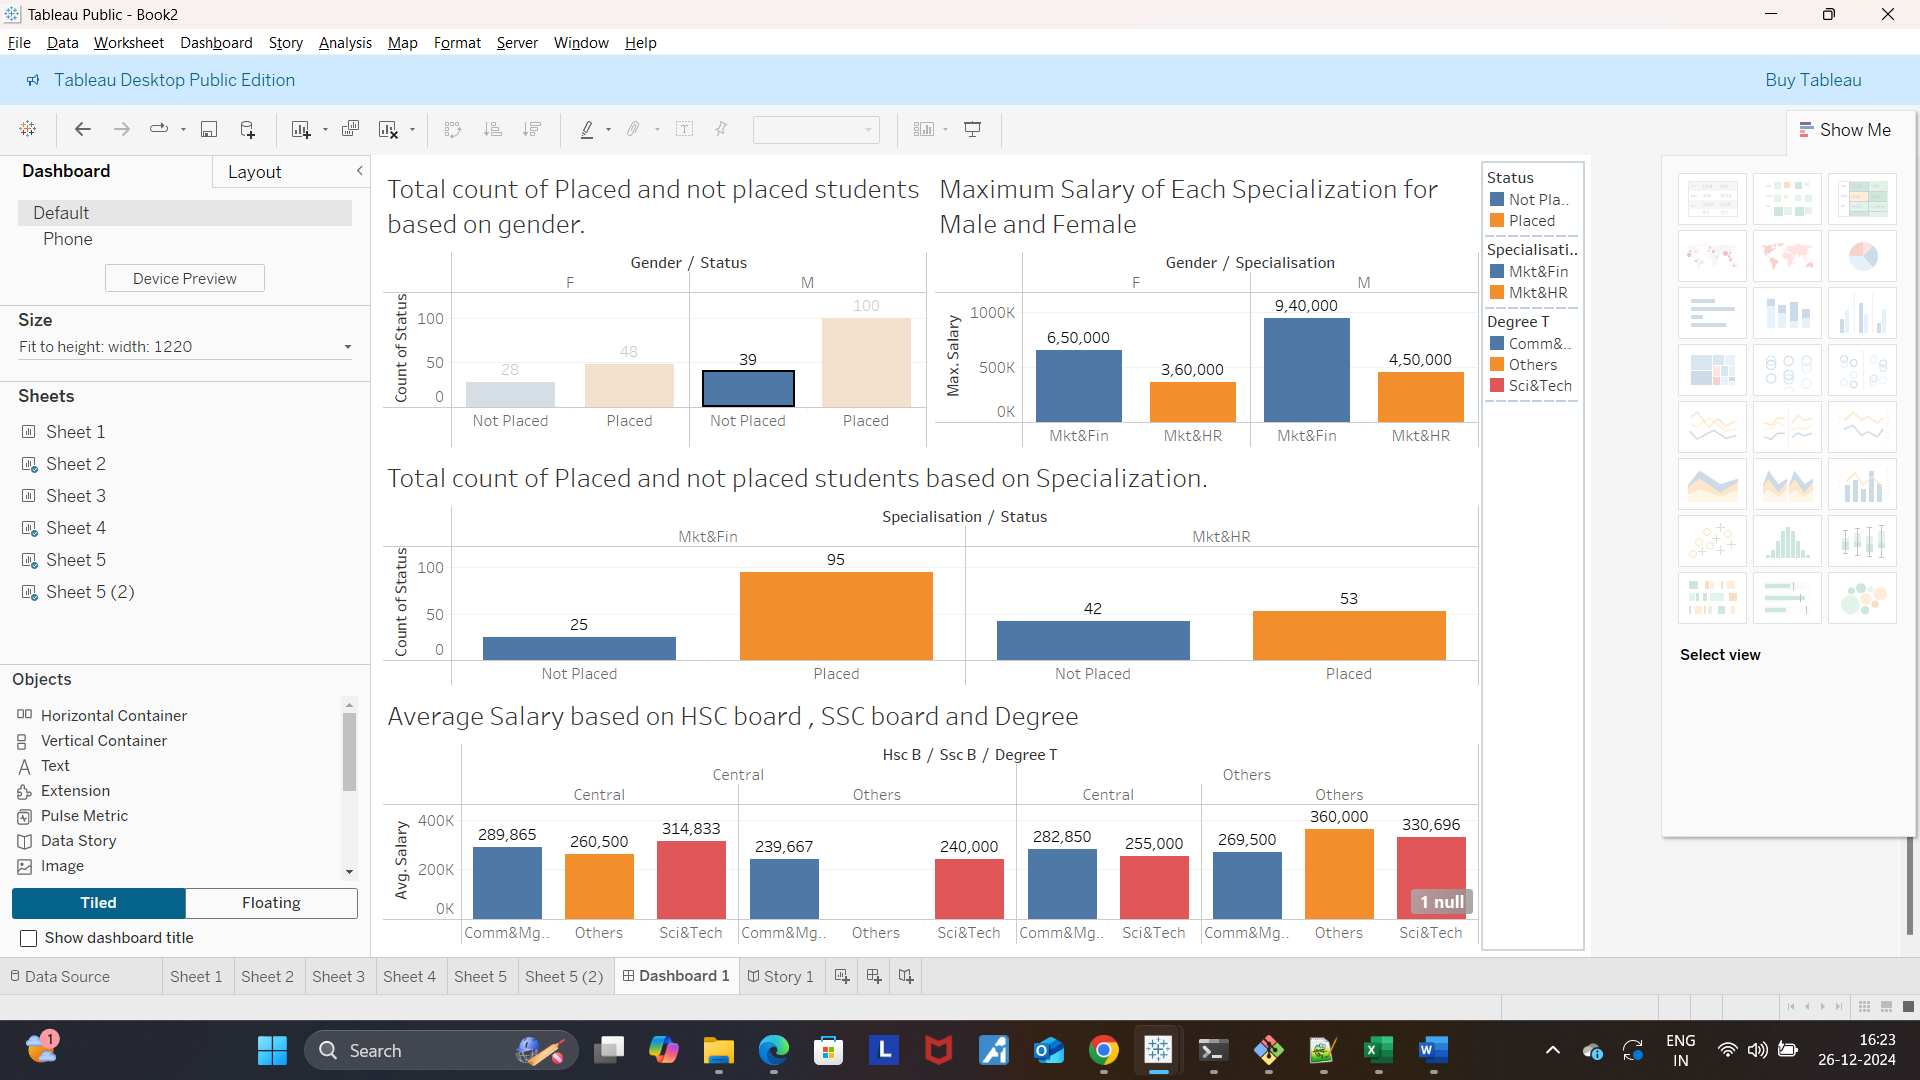 Tableau Public - Book2
File Data Worksheet Dashboard Story Analysis Map Format Server Window Help
Tableau Desktop Public Edition
Buy Tableau
Show Me
Dashboard
Layout
Default
Phone
Device Preview
Size
Fit to height: width: 1220
Sheets
Sheet 1
Sheet 2
Sheet 3
Sheet 4
Sheet 5
Sheet 5 (2)
Objects
Horizontal Container
Vertical Container
Text
Extension
Pulse Metric
Data Story
Image
Tiled
Floating
Show dashboard title
Total count of Placed and not placed students
based on gender.
Gender / Status
F M
Count of Status
100
50
0
28
48
39
100
Not Placed Placed Not Placed Placed
Maximum Salary of Each Specialization for
Male and Female
Gender / Specialisation
F M
Max. Salary
1000K
500K
0K
6,50,000
3,60,000
9,40,000
4,50,000
Mkt&Fin Mkt&HR Mkt&Fin Mkt&HR
Total count of Placed and not placed students based on Specialization.
Specialisation / Status
Mkt&Fin Mkt&HR
Count of Status
100
50
0
25
95
42
53
Not Placed Placed Not Placed Placed
Average Salary based on HSC board , SSC board and Degree
Hsc B / Ssc B / Degree T
Central Others
Central Others Central Others
Avg. Salary
400K
200K
0K
289,865
260,500
314,833
239,667
240,000
282,850
255,000
269,500
360,000
330,696
1 null
Comm&Mg.. Others Sci&Tech Comm&Mg.. Others Sci&Tech Comm&Mg.. Sci&Tech Comm&Mg.. Others Sci&Tech
Status
Not Pla..
Placed
Specialisati..
Mkt&Fin
Mkt&HR
Degree T
Comm&..
Others
Sci&Tech
Select view
Data Source Sheet 1 Sheet 2 Sheet 3 Sheet 4 Sheet 5 Sheet 5 (2) Dashboard 1 Story 1
1
Search
L
ENG
IN
16:23
26-12-2024